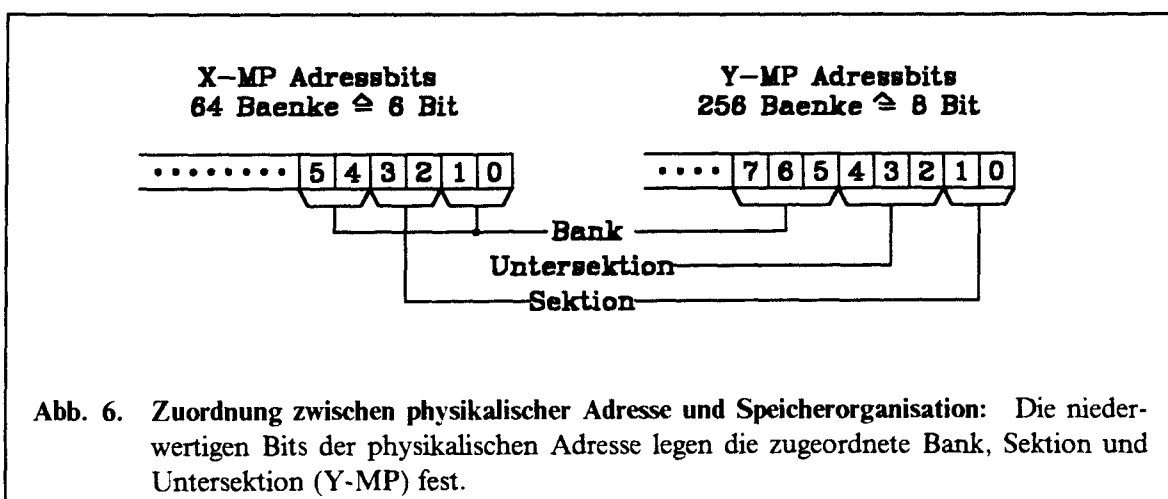 X-MP Adressbits
64 Baenke ≙ 6 Bit
Y-MP Adressbits
256 Baenke ≙ 8 Bit
........ 5 4 3 2 1 0
.... 7 6 5 4 3 2 1 0
Bank
Untersektion
Sektion
Abb. 6. Zuordnung zwischen physikalischer Adresse und Speicherorganisation: Die nieder-
wertigen Bits der physikalischen Adresse legen die zugeordnete Bank, Sektion und
Untersektion (Y-MP) fest.